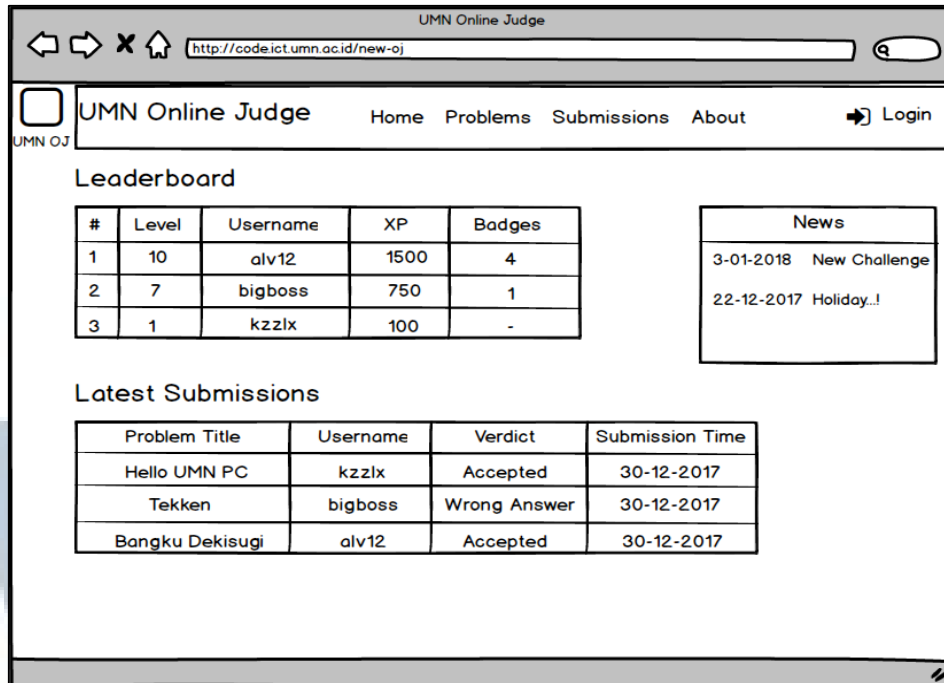 UMN Online Judge
http://code.ict.umn.ac.id/new-oj
UMN OJ
UMN Online Judge Home Problems Submissions About Login
Leaderboard
# Level Username XP Badges
1 10 alv12 1500 4
2 7 bigboss 750 1
3 1 kzzlx 100 -
News
3-01-2018 New Challenge
22-12-2017 Holiday...!
Latest Submissions
Problem Title Username Verdict Submission Time
Hello UMN PC kzzlx Accepted 30-12-2017
Tekken bigboss Wrong Answer 30-12-2017
Bangku Dekisugi alv12 Accepted 30-12-2017